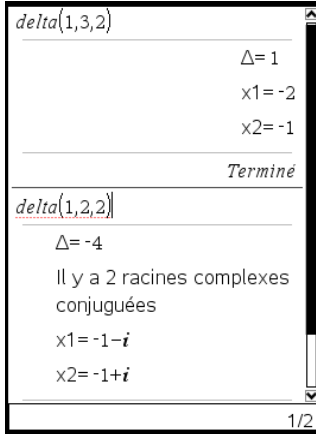 delta(1,3,2)
Δ= 1
x1= -2
x2= -1
Terminé
delta(1,2,2)
Δ= -4
Il y a 2 racines complexes
conjuguées
x1= -1-i
x2= -1+i
1/2